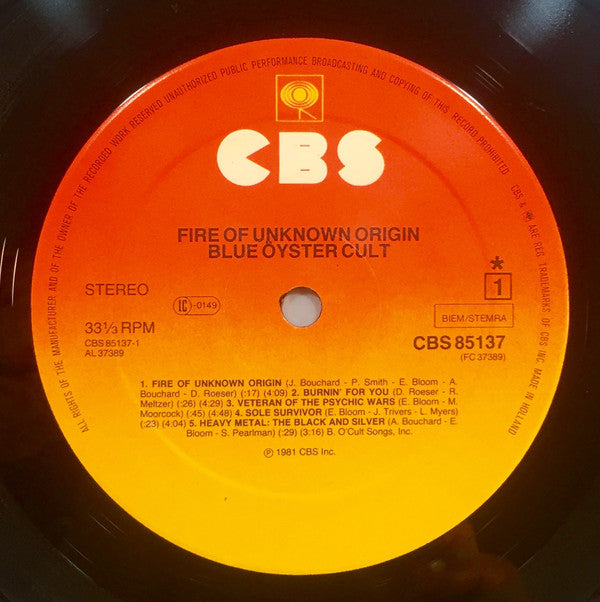 ALL RIGHTS OF THE MANUFACTURER AND OF THE OWNER OF THE RECORDED WORK RESERVED UNAUTHORIZED PUBLIC PERFORMANCE BROADCASTING AND COPYING OF THIS RECORD PROHIBITED. CBS & ARE REG. TRADEMARKS OF CBS INC. MADE IN HOLLAND
CBS
FIRE OF UNKNOWN ORIGIN
BLUE ÖYSTER CULT
STEREO
LC-0149
* 1
BIEM/STEMRA
33⅓ RPM
CBS 85137-1
AL 37389
CBS 85137
(FC 37389)
1. FIRE OF UNKNOWN ORIGIN (J. Bouchard - P. Smith - E. Bloom - A.
Bouchard - D. Roeser) (:17) (4:09) 2. BURNIN' FOR YOU (D. Roeser - R.
Meltzer) (:26) (4:29) 3. VETERAN OF THE PSYCHIC WARS (E. Bloom - M.
Moorcock) (:45) (4:48) 4. SOLE SURVIVOR (E. Bloom - J. Trivers - L. Myers)
(:23) (4:04) 5. HEAVY METAL: THE BLACK AND SILVER (A. Bouchard - E.
Bloom - S. Pearlman) (:29) (3:16) B. O'Cult Songs, Inc.
℗ 1981 CBS Inc.